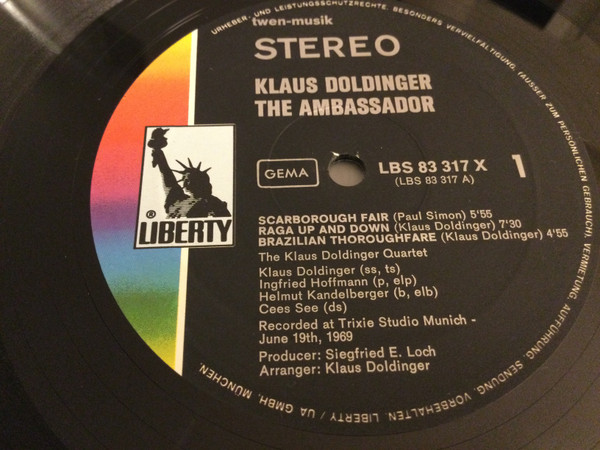 URHEBER- UND LEISTUNGSSCHUTZRECHTE. BESONDERS VERVIELFÄLTIGUNG, (AUSSER ZUM PERSÖNLICHEN GEBRAUCH), VERMIETUNG, AUFFÜHRUNG, SENDUNG, VORBEHALTEN. LIBERTY / UA GMBH, MÜNCHEN.
twen-musik
STEREO
KLAUS DOLDINGER
THE AMBASSADOR
GEMA
LBS 83 317 X
(LBS 83 317 A)
1
® LIBERTY
SCARBOROUGH FAIR (Paul Simon) 5'55
RAGA UP AND DOWN (Klaus Doldinger) 7'30
BRAZILIAN THOROUGHFARE (Klaus Doldinger) 4'55
The Klaus Doldinger Quartet
Klaus Doldinger (ss, ts)
Ingfried Hoffmann (p, elp)
Helmut Kandelberger (b, elb)
Cees See (ds)
Recorded at Trixie Studio Munich -
June 19th, 1969
Producer: Siegfried E. Loch
Arranger: Klaus Doldinger